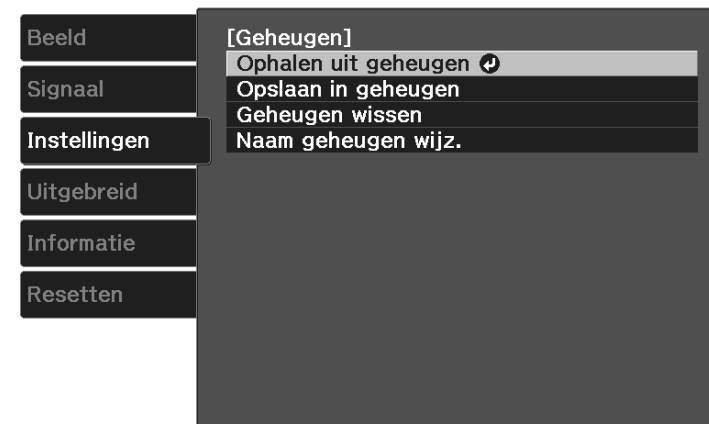 Beeld
Signaal
Instellingen
Uitgebreid
Informatie
Resetten
[Geheugen]
Ophalen uit geheugen
Opslaan in geheugen
Geheugen wissen
Naam geheugen wijz.